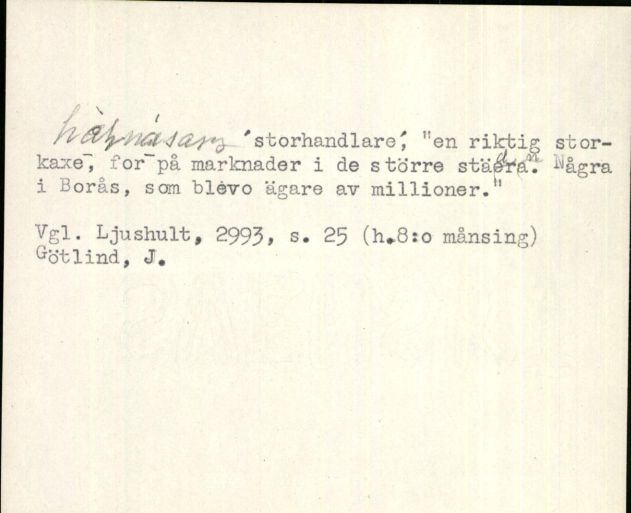 'storhandlare', "en riktig stor-
kaxe", for på marknader i de större städerna. Några
i Borås, som blevo ägare av millioner."
Vgl. Ljushult, 2993, s. 25 (h.8:o månsing)
Götlind, J.